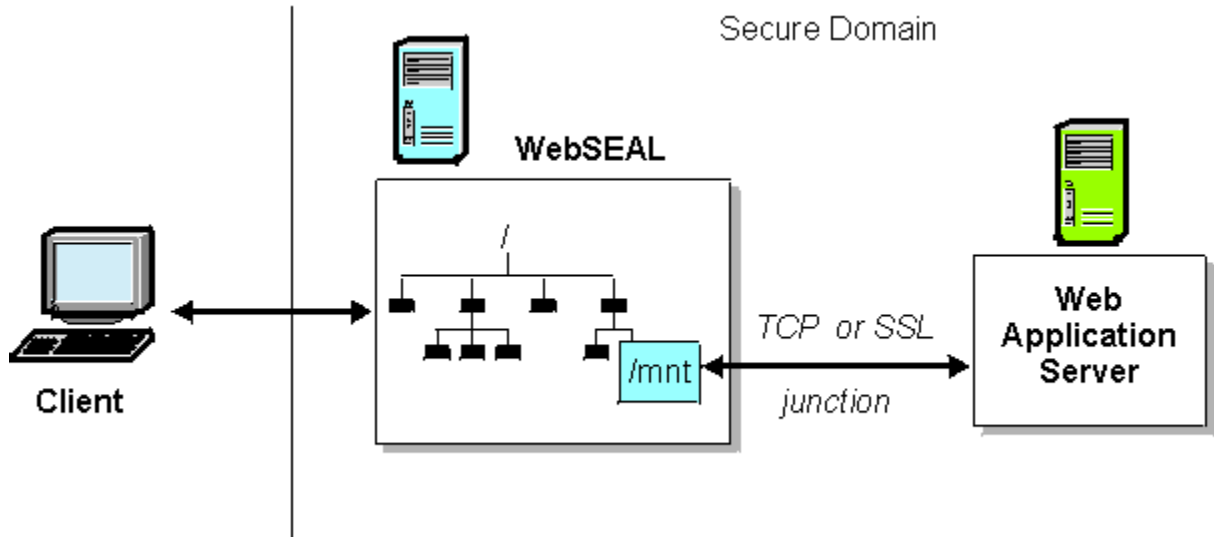 Secure Domain
WebSEAL
/
/mnt
TCP or SSL
junction
Web
Application
Server
Client